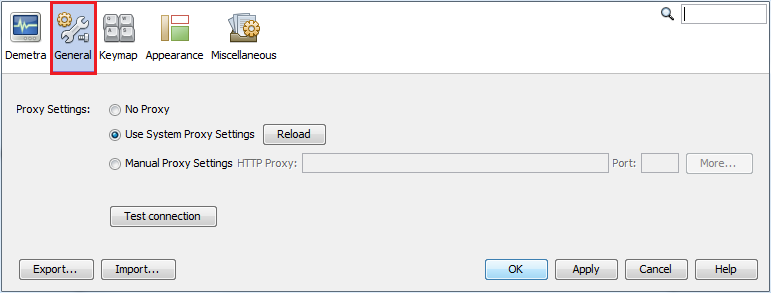 Demetra General Keymap Appearance Miscellaneous
Proxy Settings: No Proxy
Use System Proxy Settings Reload
Manual Proxy Settings HTTP Proxy: Port: More...
Test connection
Export... Import... OK Apply Cancel Help